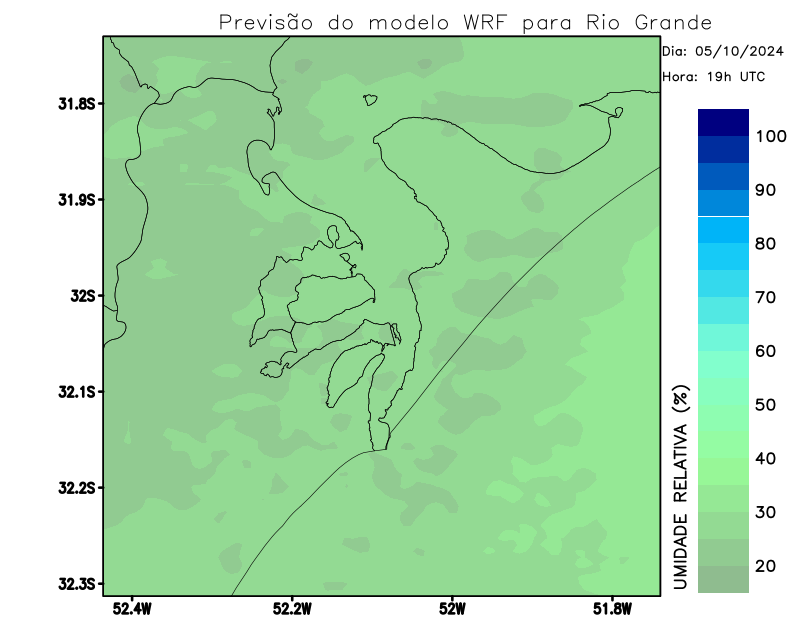 Previsão do modelo WRF para Rio Grande
Dia: 05/10/2024
Hora: 19h UTC
31.8S
31.9S
32S
32.1S
32.2S
32.3S
52.4W
52.2W
52W
51.8W
UMIDADE RELATIVA (%)
100
90
80
70
60
50
40
30
20